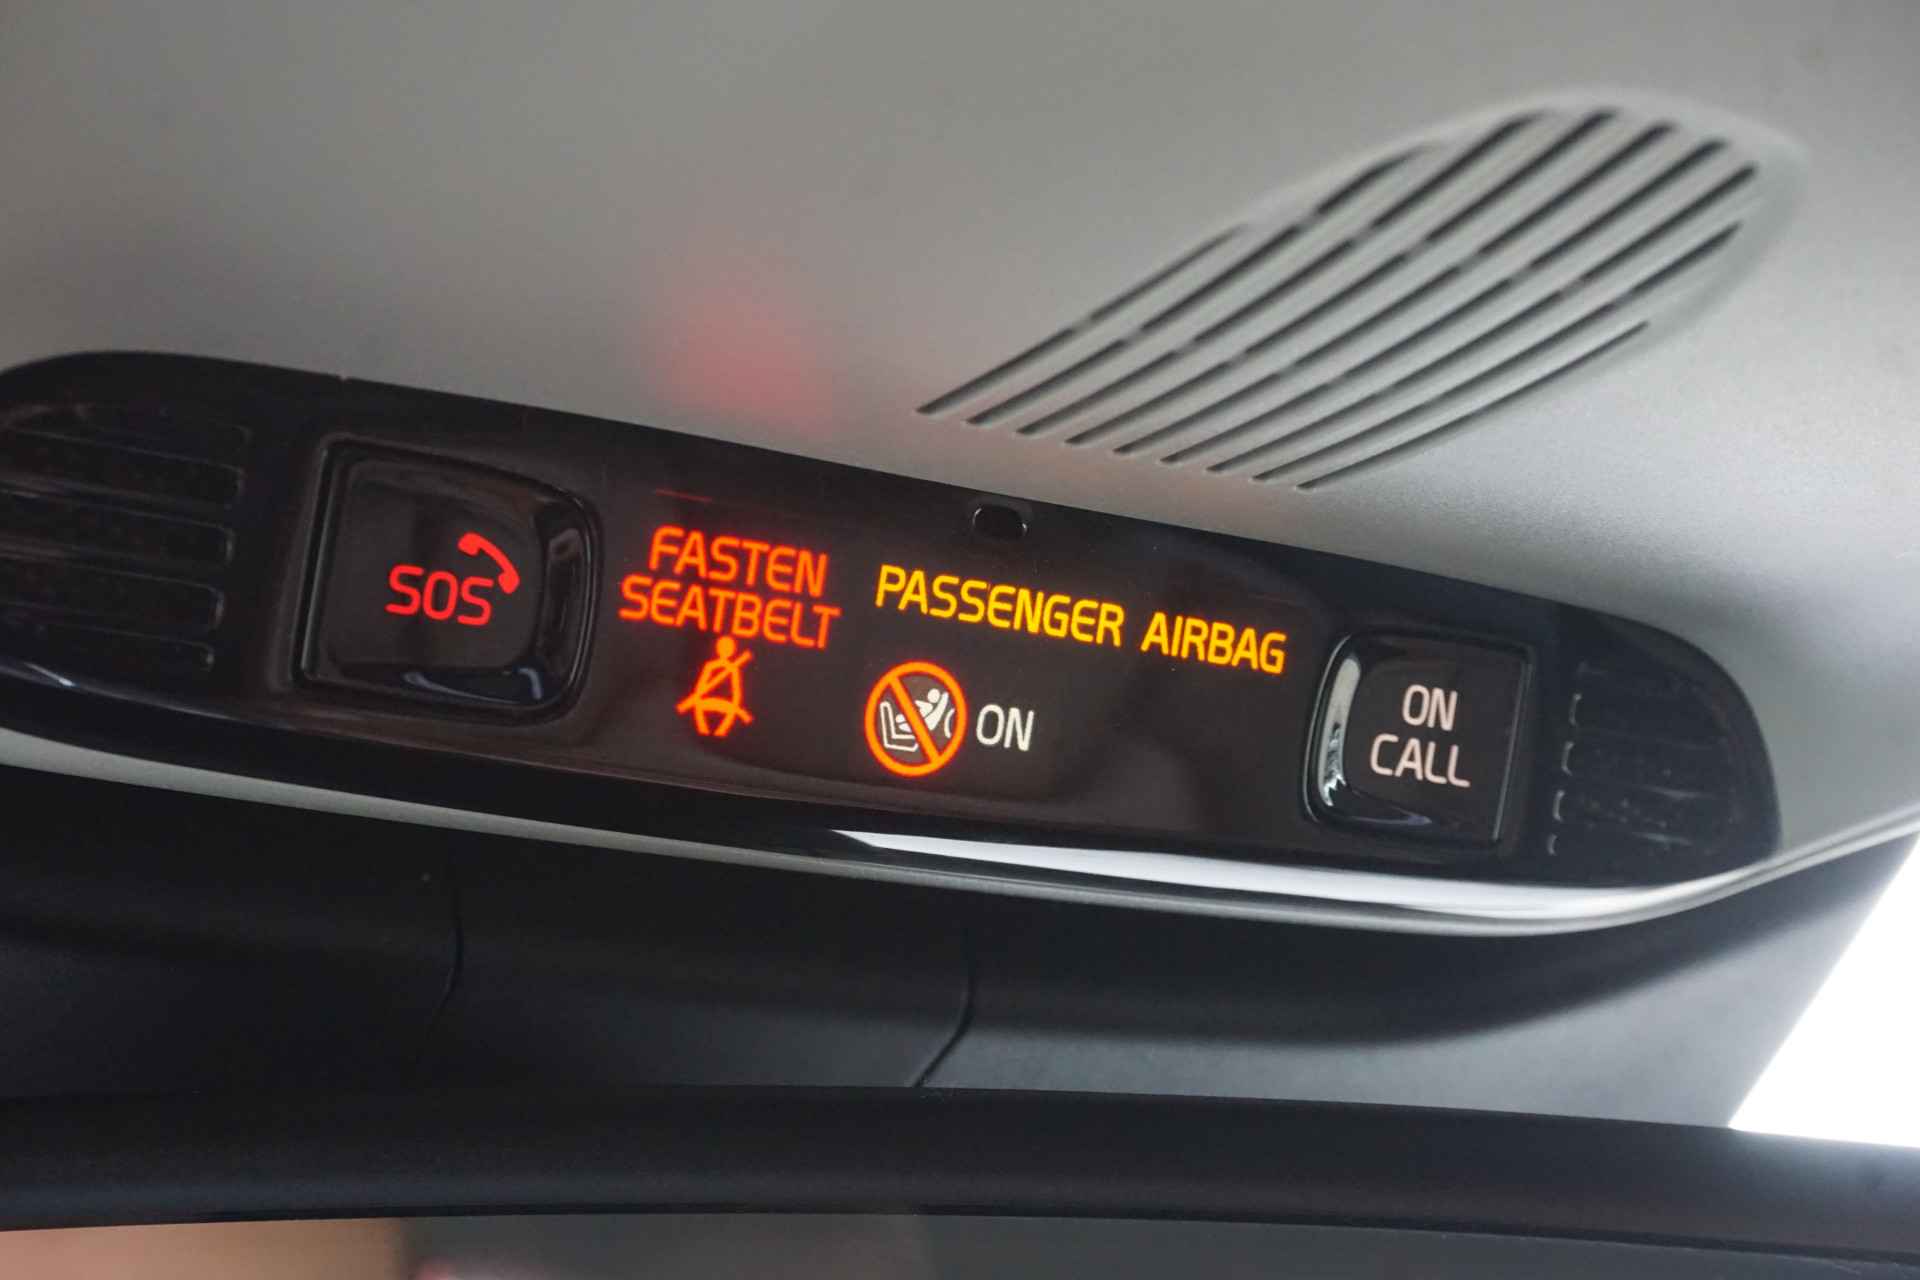 SOS
FASTEN
SEATBELT
PASSENGER AIRBAG
ON
ON
CALL